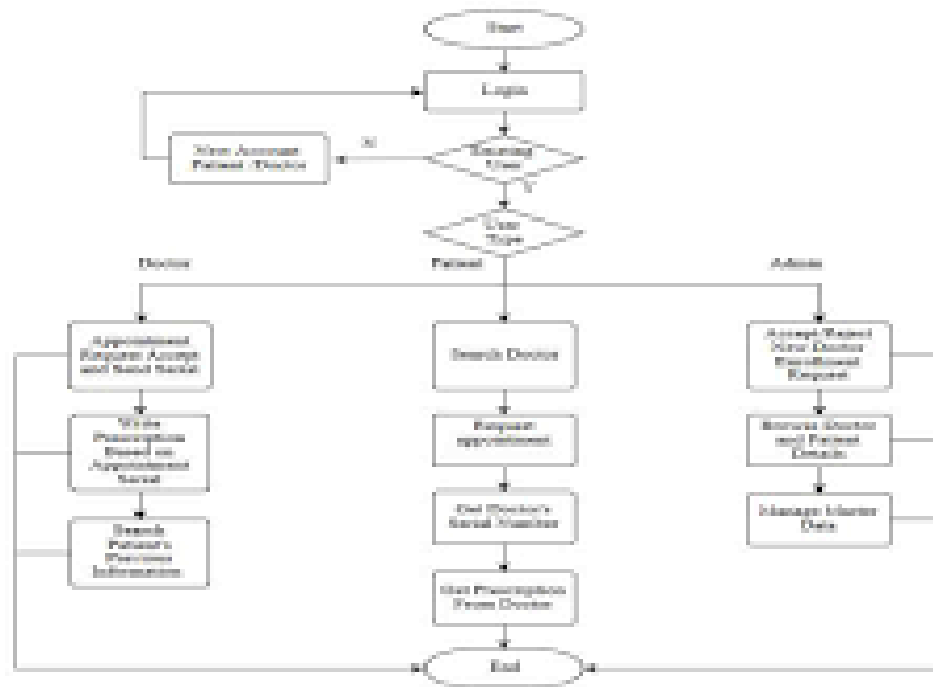 Start
Login
N
New Account
Patient /Doctor
Existing
User
Y
User
Type
Doctor
Patient
Admin
Appointment
Request Accept
and Send Serial
Search Doctor
Accept/Reject
New Doctor
Enrollment
Request
Write
Prescription
Based on
Appointment
Serial
Request
appointment
Browse Doctor
and Patient
Details
Search
Patient's
Previous
Information
Get Doctor's
Serial Number
Manage Master
Data
Get Prescription
From Doctor
End